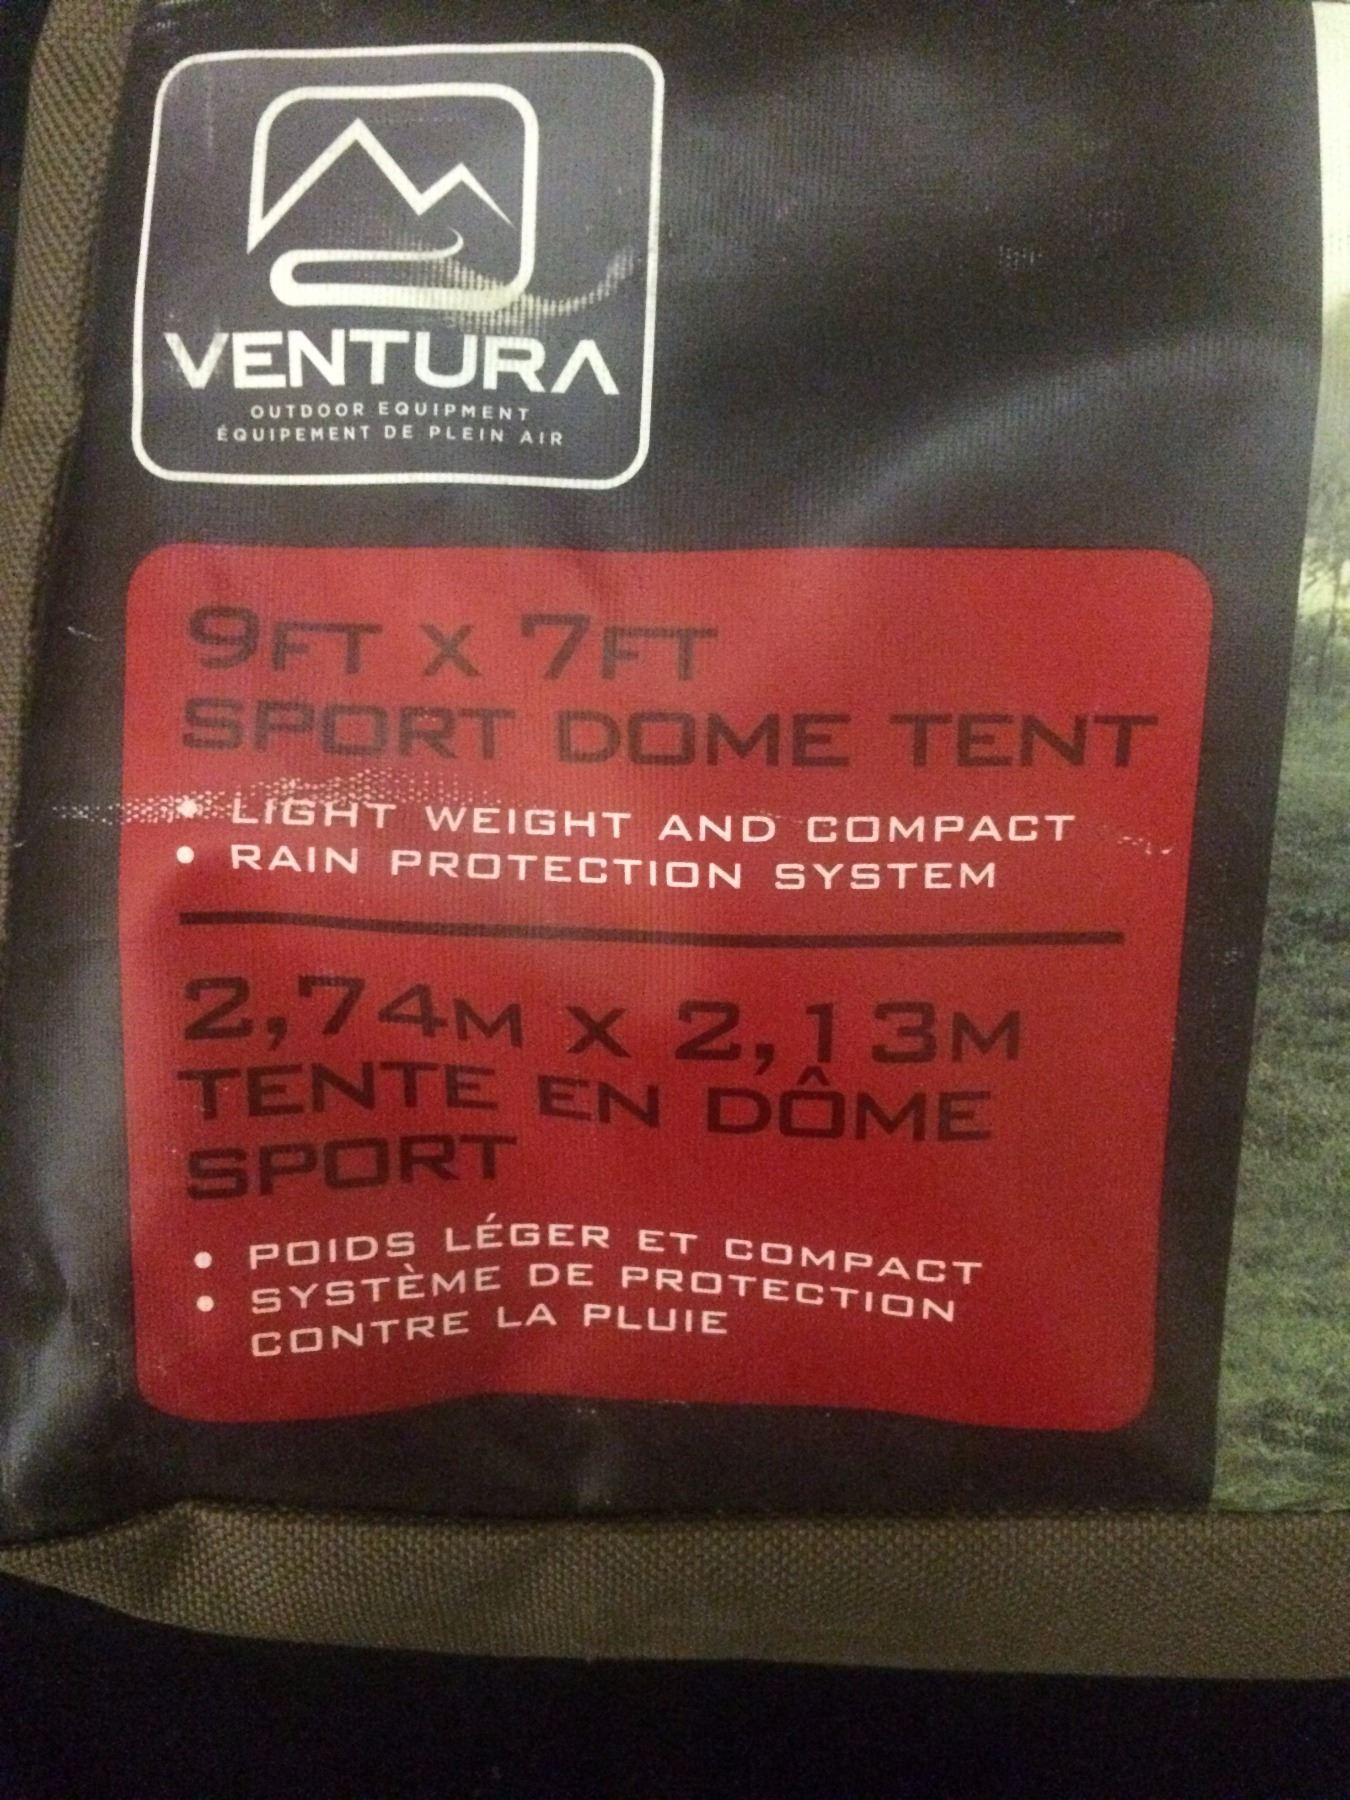 VENTURA
OUTDOOR EQUIPMENT
ÉQUIPEMENT DE PLEIN AIR
9FT X 7FT
SPORT DOME TENT
• LIGHT WEIGHT AND COMPACT
• RAIN PROTECTION SYSTEM
2,74M X 2,13M
TENTE EN DÔME
SPORT
• POIDS LÉGER ET COMPACT
• SYSTÈME DE PROTECTION
CONTRE LA PLUIE